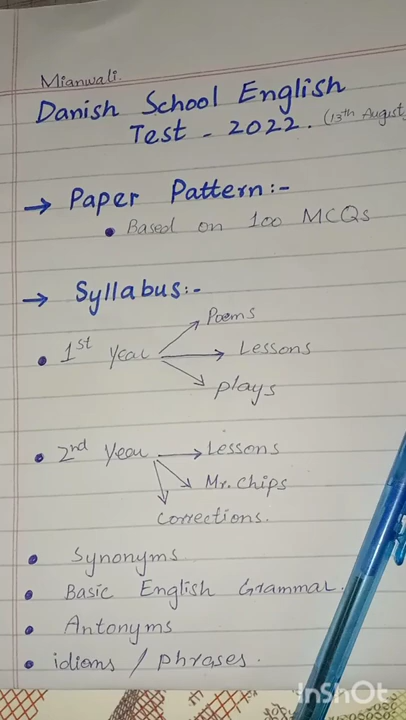 Mianwali.
Danish School English
Test - 2022. (13th August)
→ Paper Pattern:-
• Based on 100 MCQs
→ Syllabus:-
Poems
• 1st Year → Lessons
Plays
• 2nd Year → Lessons
Mr. Chips
Corrections.
• Synonyms
• Basic English Grammar.
• Antonyms
• idioms / phrases.
InShOt